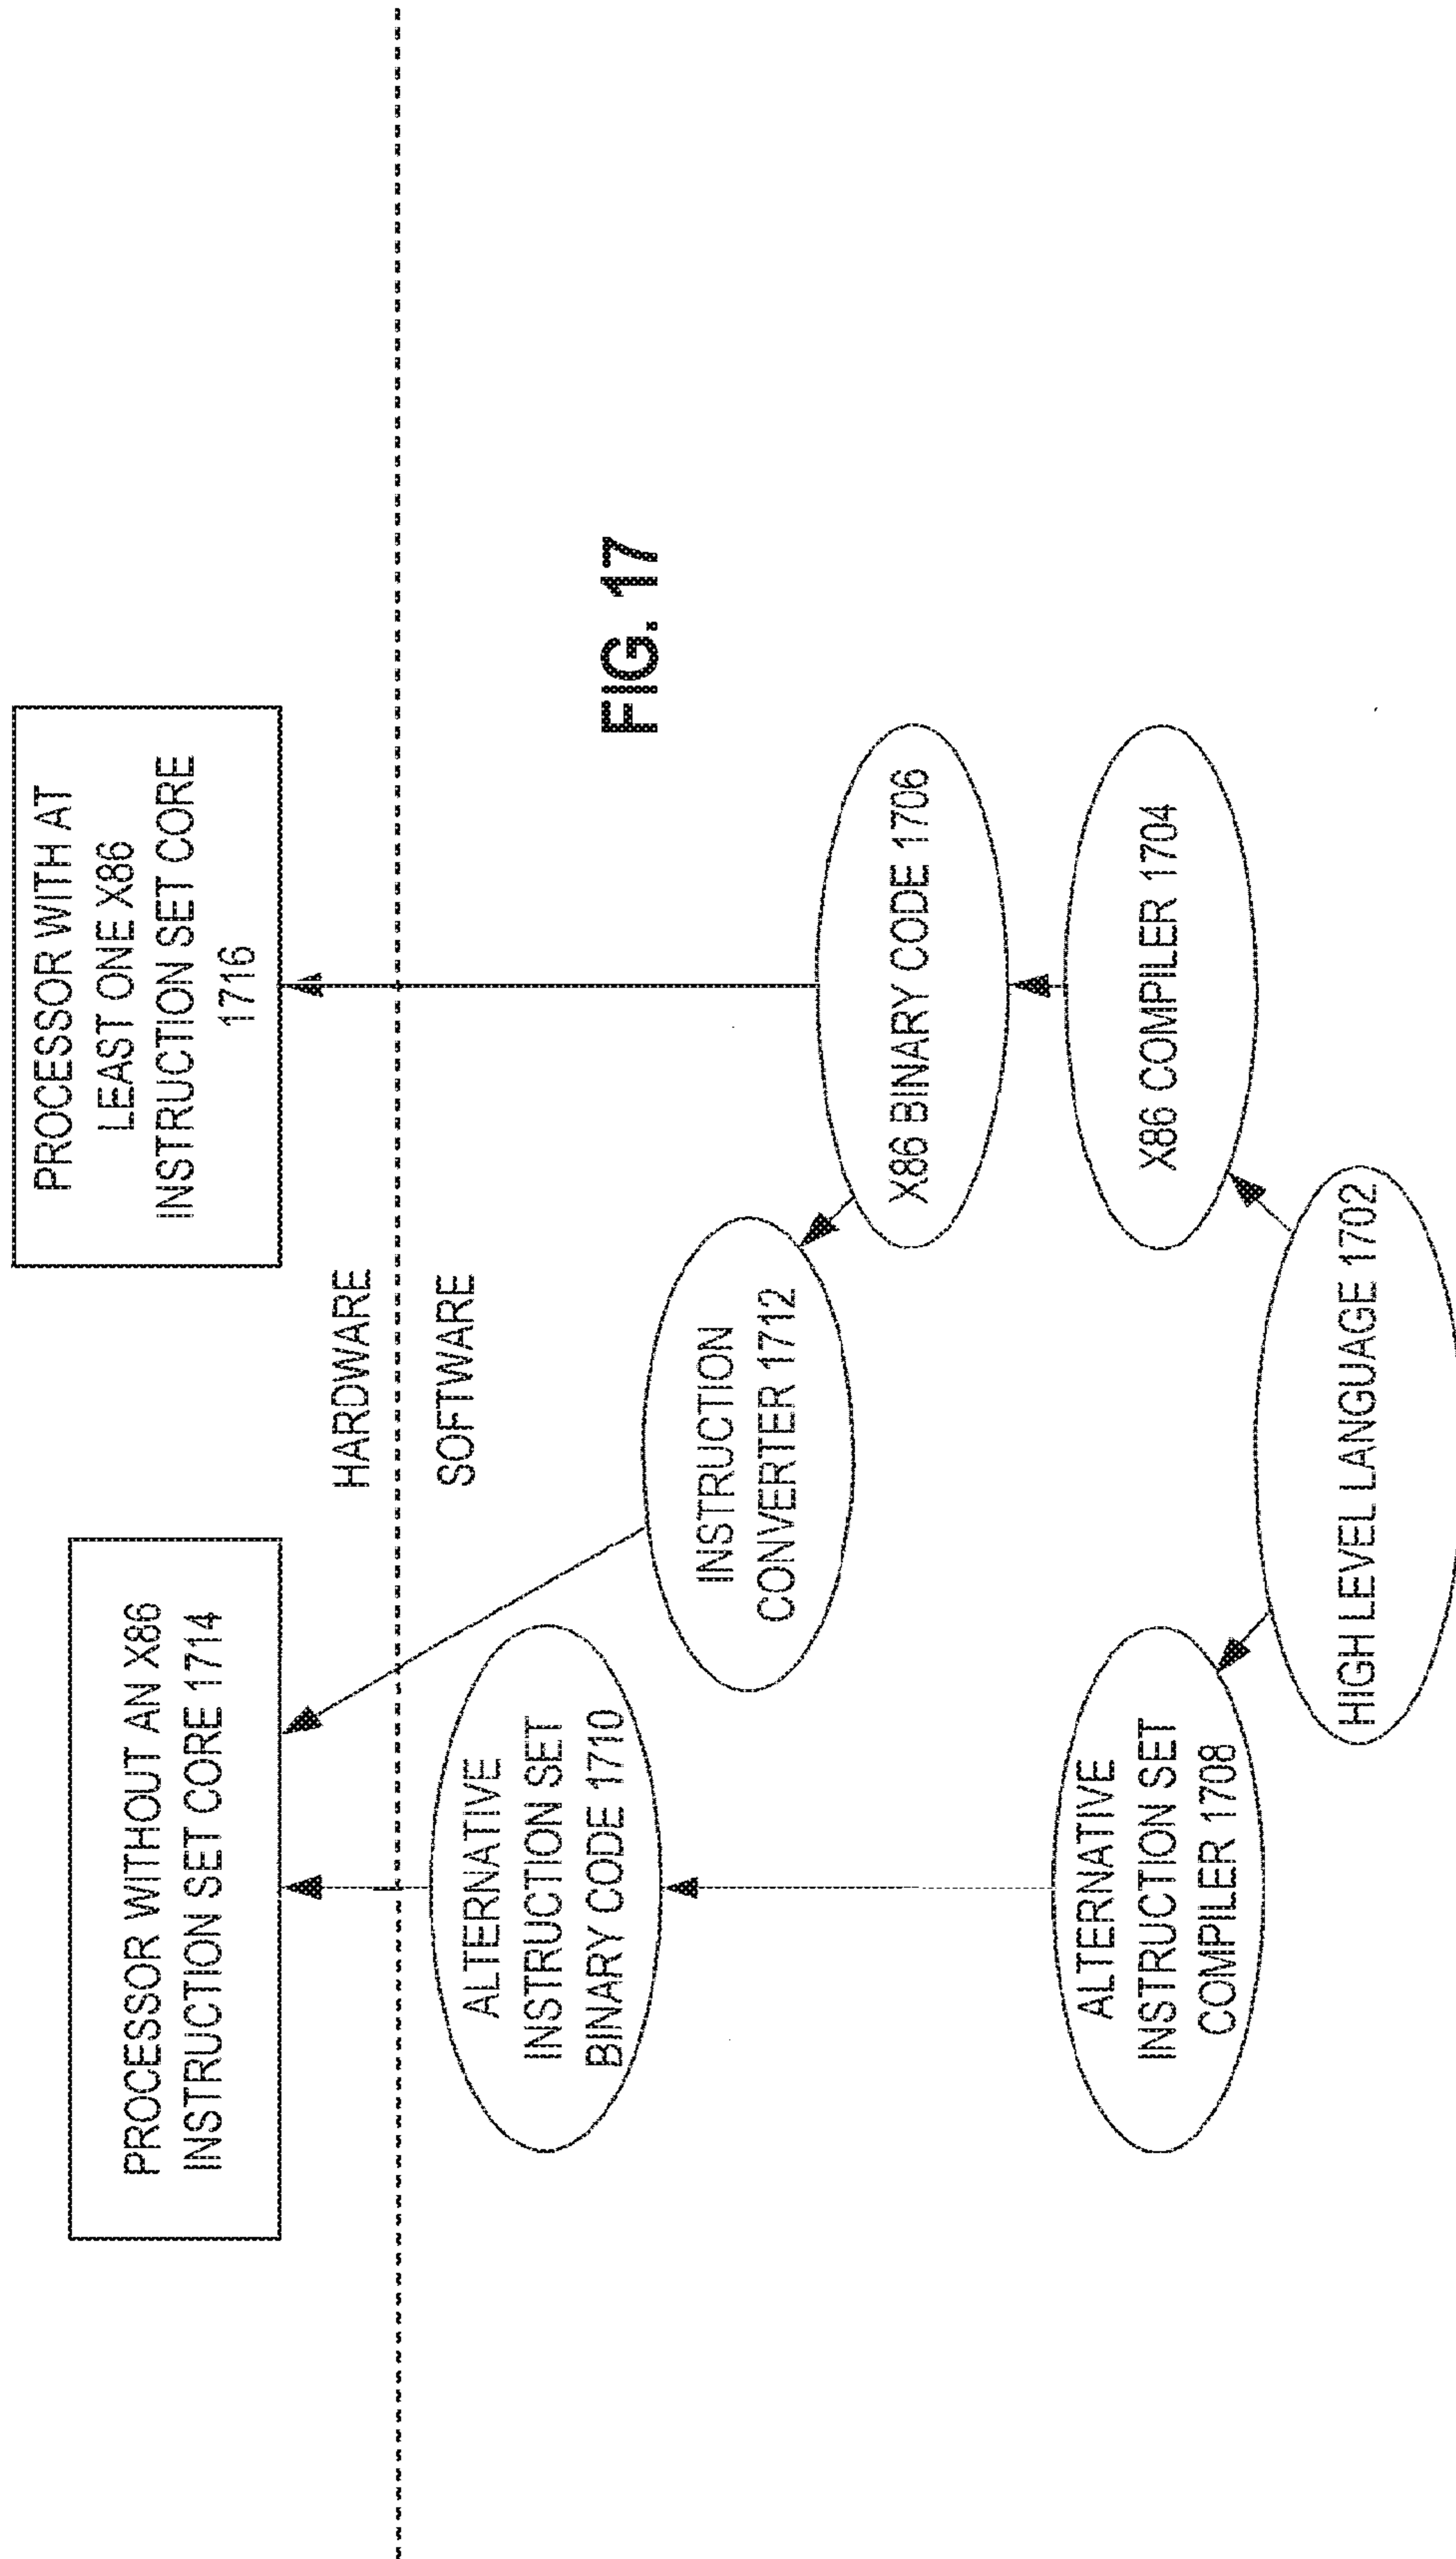 PROCESSOR WITHOUT AN X86
INSTRUCTION SET CORE 1714
PROCESSOR WITH AT
LEAST ONE X86
INSTRUCTION SET CORE
1716
HARDWARE
SOFTWARE
ALTERNATIVE
INSTRUCTION SET
BINARY CODE 1710
INSTRUCTION
CONVERTER 1712
FIG. 17
X86 BINARY CODE 1706
ALTERNATIVE
INSTRUCTION SET
COMPILER 1708
X86 COMPILER 1704
HIGH LEVEL LANGUAGE 1702